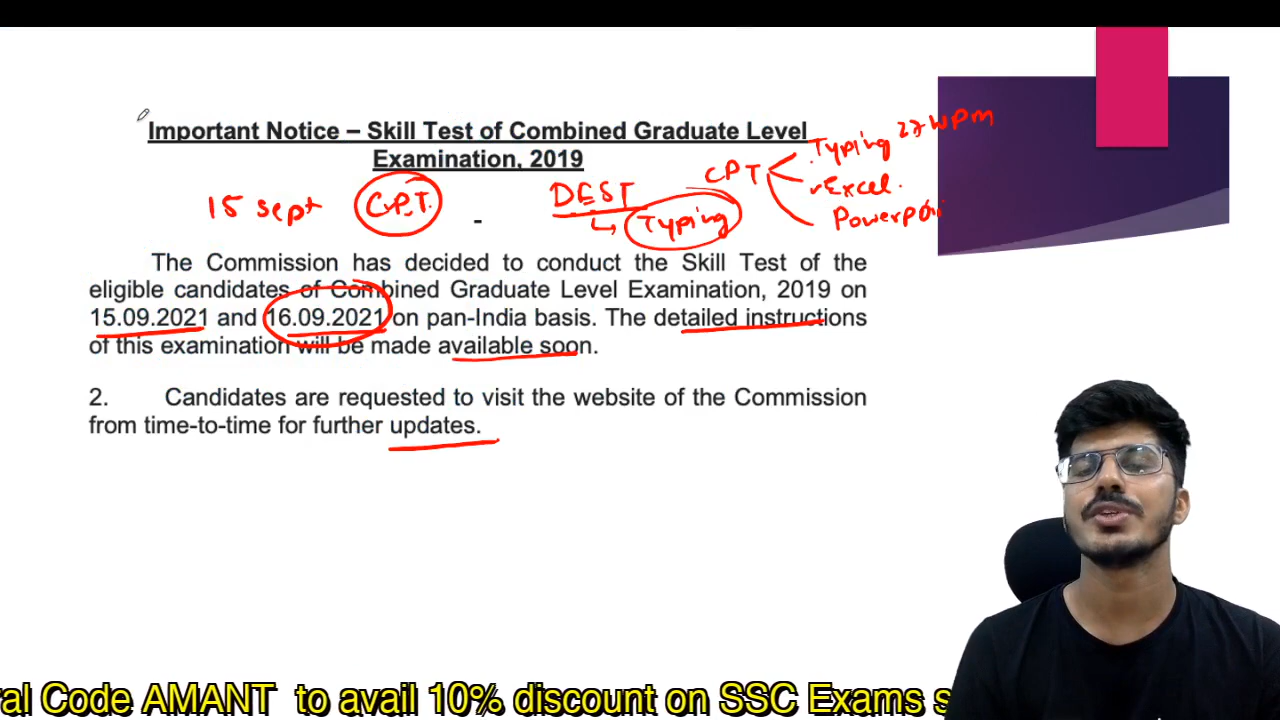 Important Notice – Skill Test of Combined Graduate Level
Examination, 2019
Typing 27 WPM
CPT
Excel.
Powerpoi
15 Sept
C.P.T.
DEST
Typing
-
The Commission has decided to conduct the Skill Test of the
eligible candidates of Combined Graduate Level Examination, 2019 on
15.09.2021 and 16.09.2021 on pan-India basis. The detailed instructions
of this examination will be made available soon.
2. Candidates are requested to visit the website of the Commission
from time-to-time for further updates.
ral Code AMANT to avail 10% discount on SSC Exams s